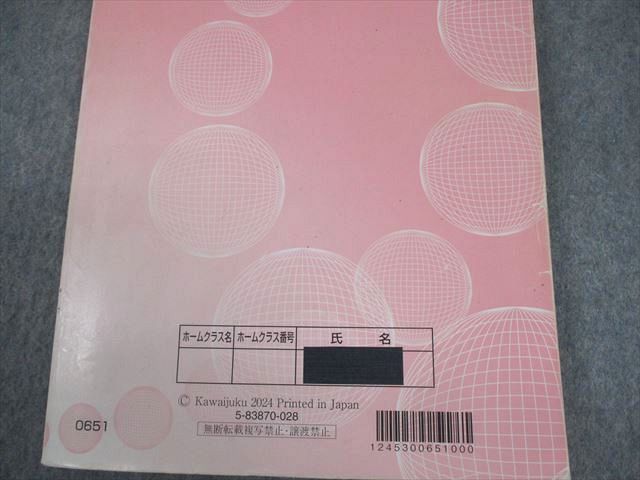 ホームクラス名 ホームクラス番号 氏 名
© Kawaijuku 2024 Printed in Japan
5-83870-028
無断転載複写禁止・譲渡禁止
0651
1245300651000